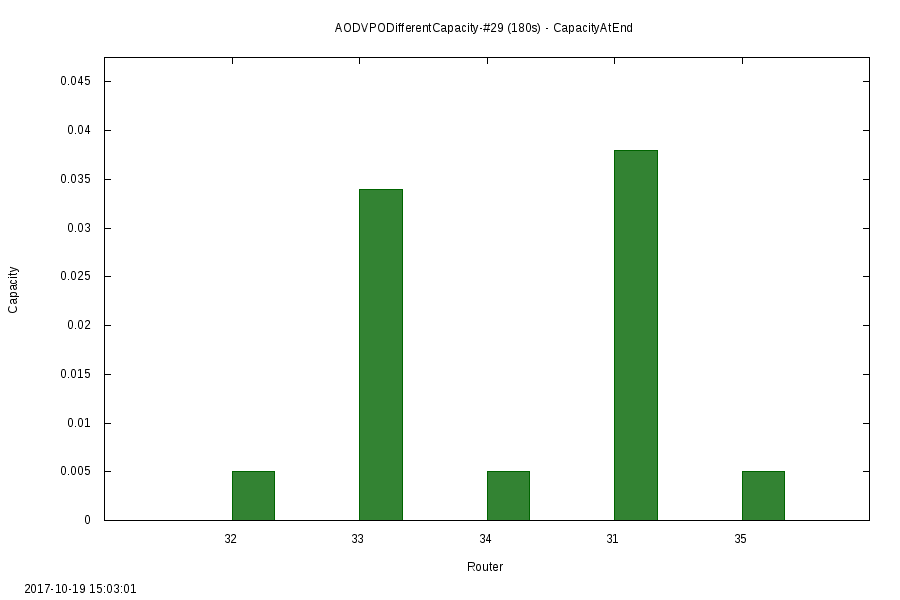 AODVPODifferentCapacity-#29 (180s) - CapacityAtEnd
0.045
0.04
0.035
0.03
0.025
0.02
0.015
0.01
0.005
0
Capacity
32 33 34 31 35
Router
2017-10-19 15:03:01